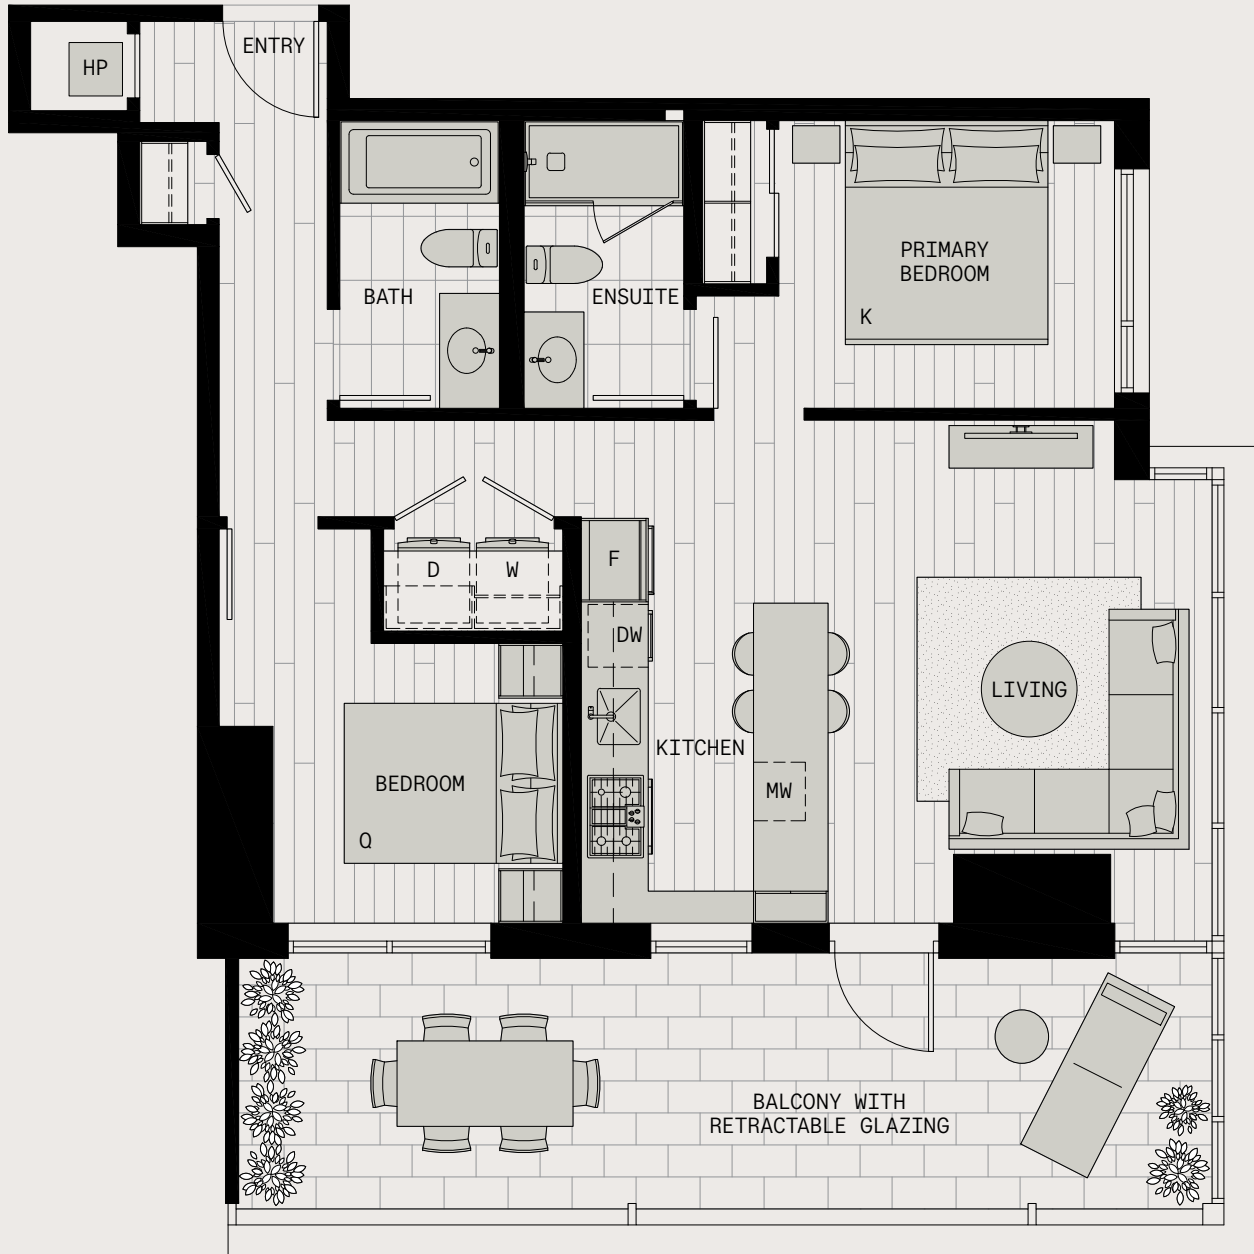 ENTRY
HP
BATH
ENSUITE
PRIMARY
BEDROOM
K
D
W
F
DW
LIVING
KITCHEN
BEDROOM
MW
Q
BALCONY WITH
RETRACTABLE GLAZING